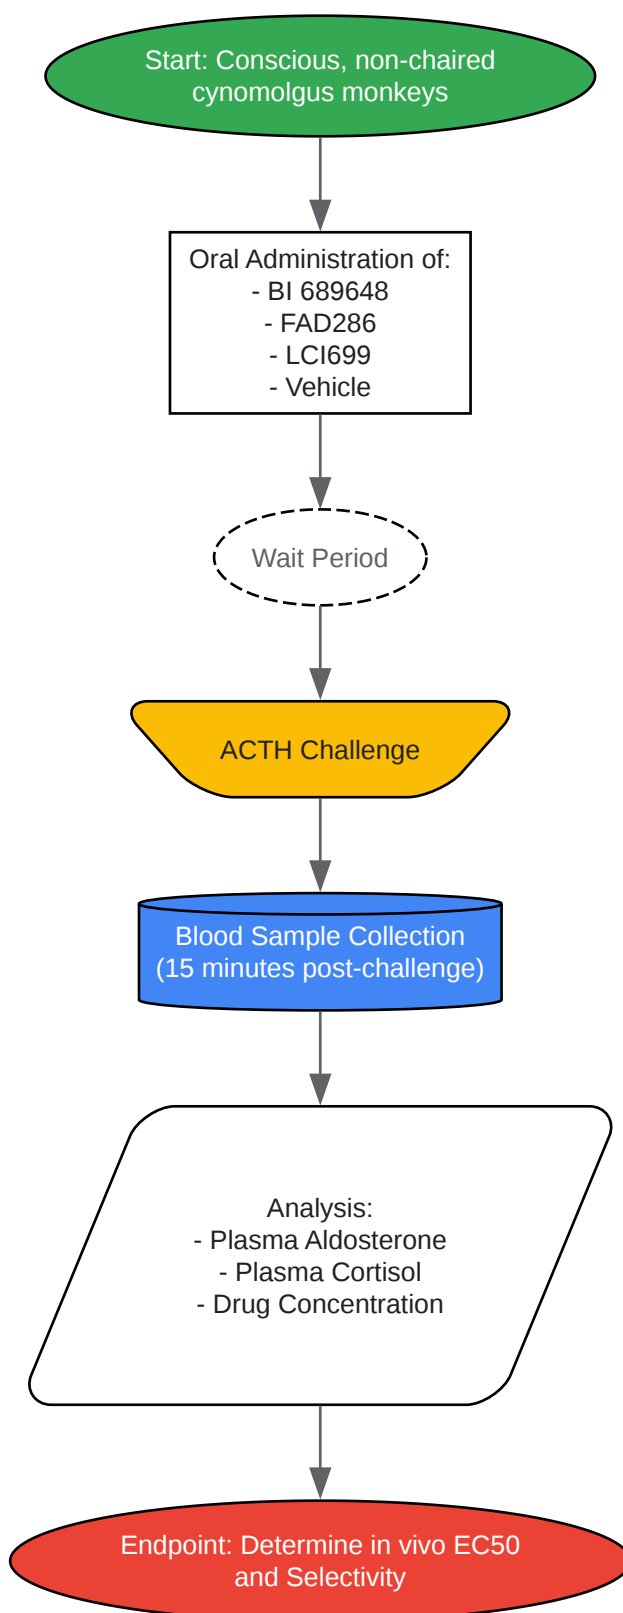 Start: Conscious, non-chaired
cynomolgus monkeys
Oral Administration of:
- BI 689648
- FAD286
- LCI699
- Vehicle
Wait Period
ACTH Challenge
Blood Sample Collection
(15 minutes post-challenge)
Analysis:
- Plasma Aldosterone
- Plasma Cortisol
- Drug Concentration
Endpoint: Determine in vivo EC50
and Selectivity